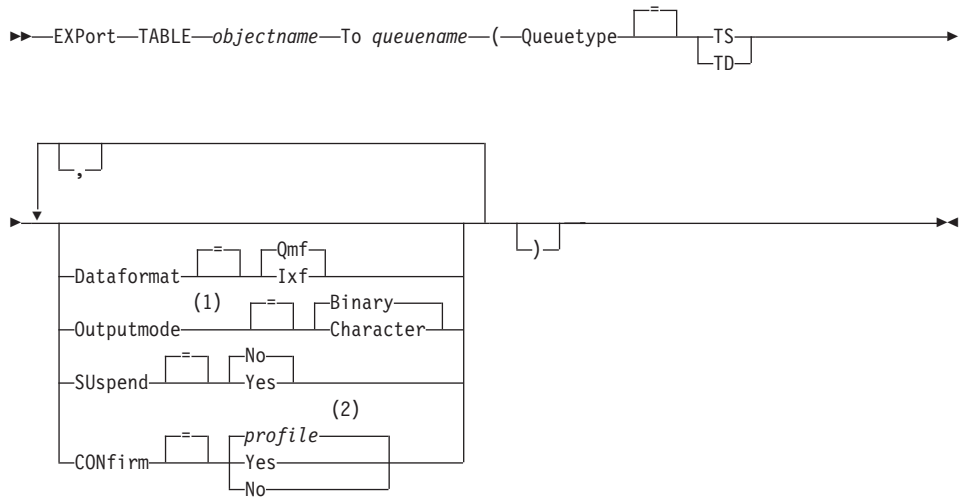 =
EXPort TABLE objectname To queuename ( Queuetype TS
TD
,
)
= Qmf
Dataformat Ixf
(1) = Binary
Outputmode Character
= No
SUspend Yes
(2)
= profile
CONfirm Yes
No